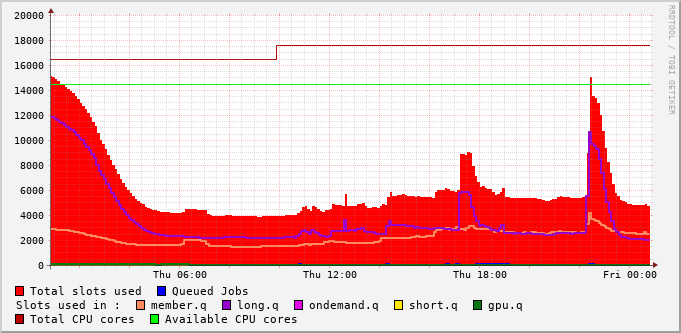 RRDTOOL / TOBI OETIKER
20000
18000
16000
14000
12000
10000
8000
6000
4000
2000
0
Thu 06:00 Thu 12:00 Thu 18:00 Fri 00:00
Total slots used Queued Jobs
Slots used in : member.q long.q ondemand.q short.q gpu.q
Total CPU cores Available CPU cores